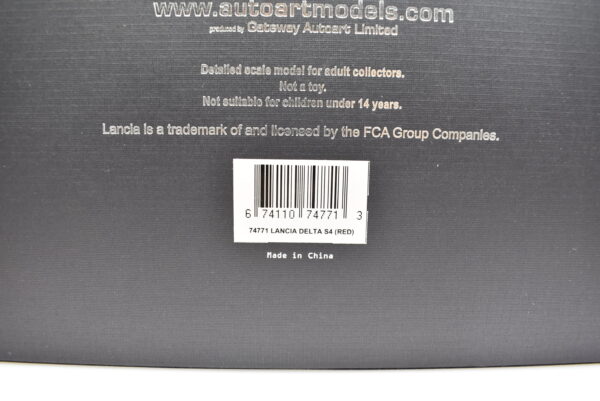 www.autoartmodels.com
produced by Gateway Autoart Limited
Detailed scale model for adult collectors.
Not a toy.
Not suitable for children under 14 years.
Lancia is a trademark of and licensed by the FCA Group Companies.
6 74110 74771 3
74771 LANCIA DELTA S4 (RED)
Made in China